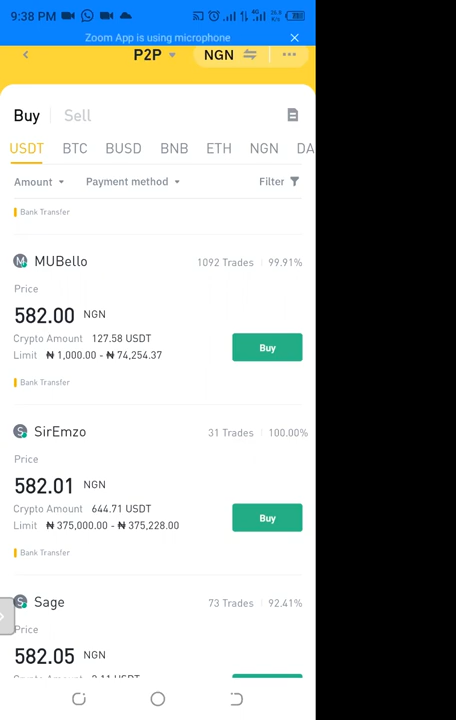 9:38 PM
Zoom App is using microphone
P2P NGN
Buy Sell
USDT BTC BUSD BNB ETH NGN DA
Amount Payment method Filter
Bank Transfer
MUBello 1092 Trades 99.91%
Price
582.00 NGN
Crypto Amount 127.58 USDT
Buy
Limit ₦ 1,000.00 - ₦ 74,254.37
Bank Transfer
SirEmzo 31 Trades 100.00%
Price
582.01 NGN
Crypto Amount 644.71 USDT
Buy
Limit ₦ 375,000.00 - ₦ 375,228.00
Bank Transfer
Sage 73 Trades 92.41%
Price
582.05 NGN